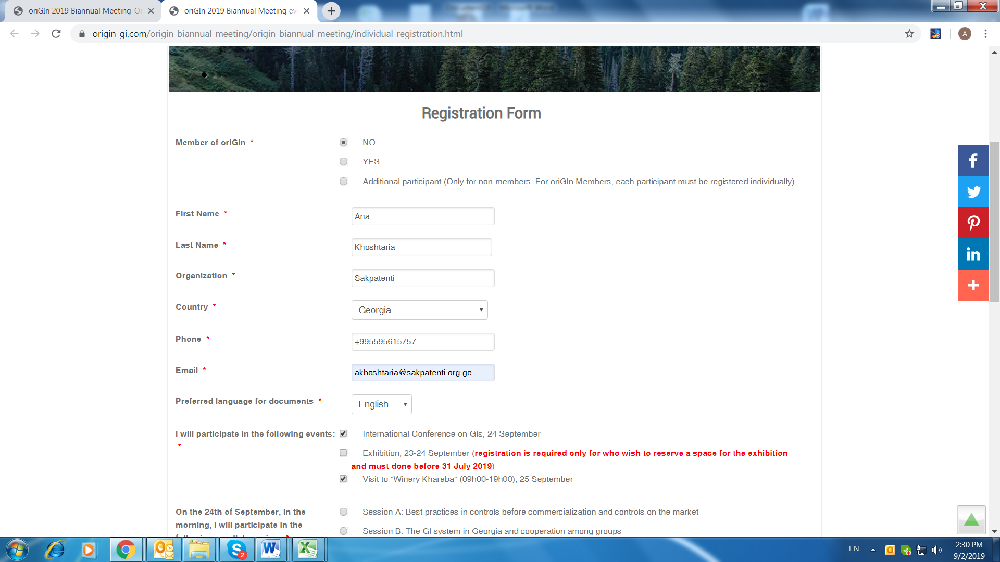 oriGIn 2019 Biannual Meeting-Or
oriGIn 2019 Biannual Meeting eve
origin-gi.com/origin-biannual-meeting/origin-biannual-meeting/individual-registration.html
A
Registration Form
Member of oriGIn *
NO
YES
Additional participant (Only for non-members. For oriGIn Members, each participant must be registered individually)
First Name *
Ana
Last Name *
Khoshtaria
Organization *
Sakpatenti
Country *
Georgia
Phone *
+995595615757
Email *
akhoshtaria@sakpatenti.org.ge
Preferred language for documents *
English
I will participate in the following events:
*
International Conference on GIs, 24 September
Exhibition, 23-24 September (registration is required only for who wish to reserve a space for the exhibition
and must done before 31 July 2019)
Visit to "Winery Khareba" (09h00-19h00), 25 September
On the 24th of September, in the
morning, I will participate in the
following parallel session: *
Session A: Best practices in controls before commercialization and controls on the market
Session B: The GI system in Georgia and cooperation among groups
2
EN
2:30 PM
9/2/2019